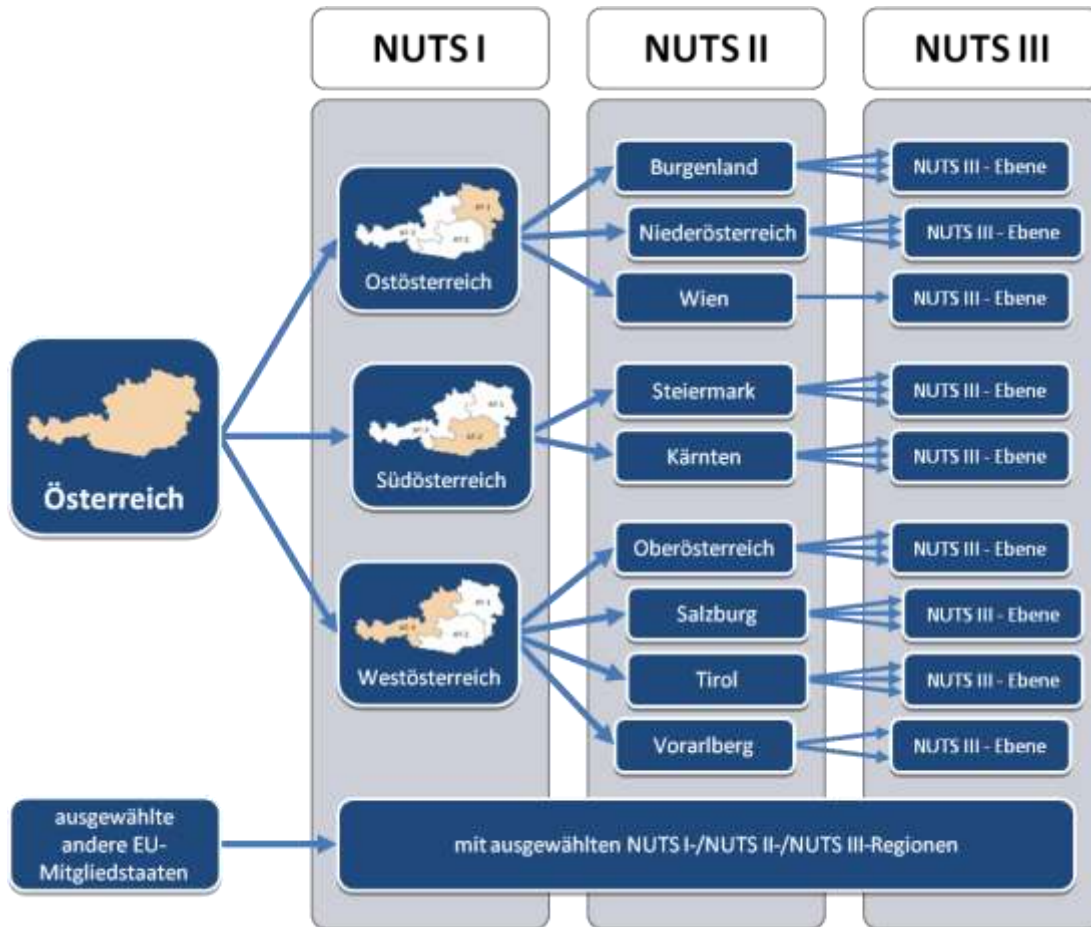 NUTS I
NUTS II
NUTS III
Österreich
Ostösterreich
Burgenland
NUTS III - Ebene
Niederösterreich
NUTS III - Ebene
Wien
NUTS III - Ebene
Südösterreich
Steiermark
NUTS III - Ebene
Kärnten
NUTS III - Ebene
Westösterreich
Oberösterreich
NUTS III - Ebene
Salzburg
NUTS III - Ebene
Tirol
NUTS III - Ebene
Vorarlberg
NUTS III - Ebene
ausgewählte
andere EU-
Mitgliedstaaten
mit ausgewählten NUTS I-/NUTS II-/NUTS III-Regionen